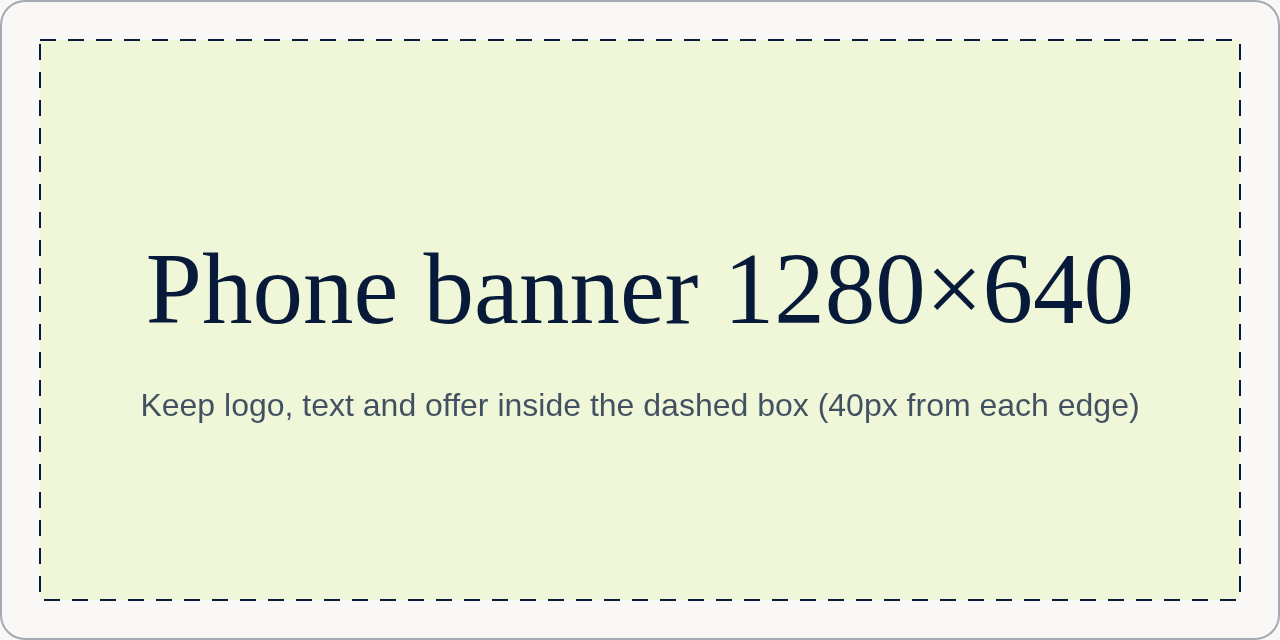 Phone banner 1280×640
Keep logo, text and offer inside the dashed box (40px from each edge)